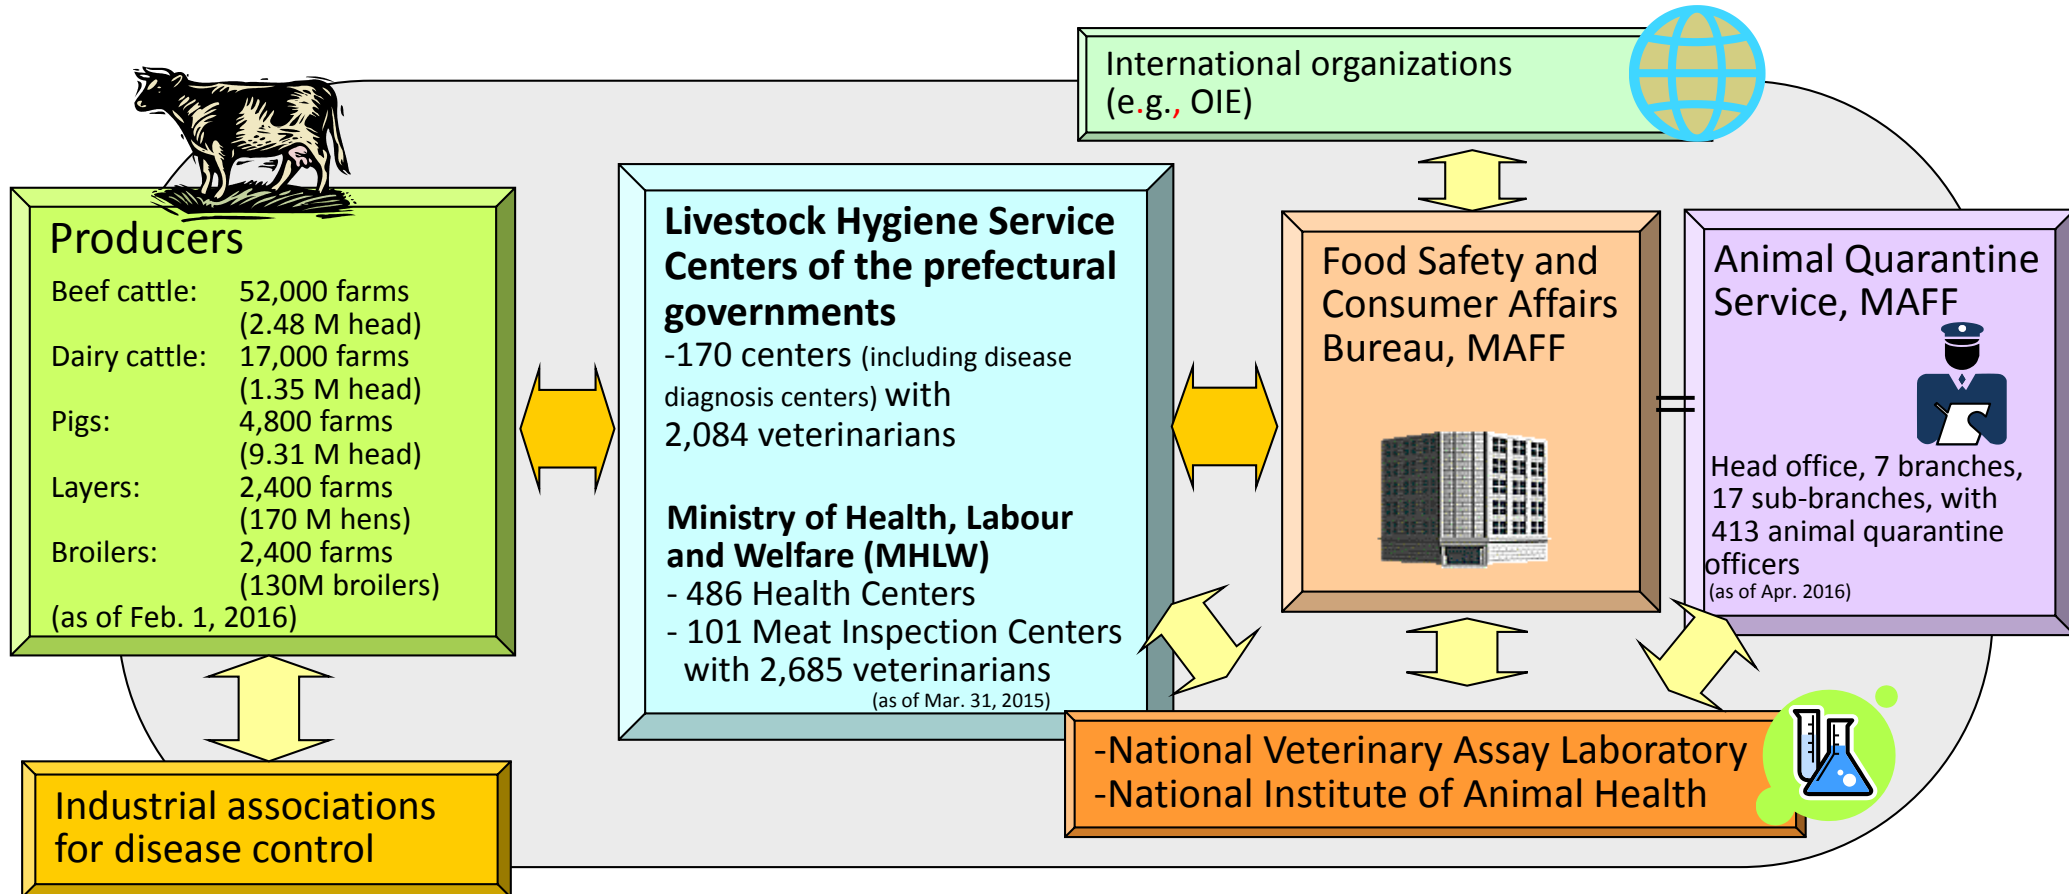 International organizations
(e.g., OIE)
Producers
Beef cattle: 52,000 farms
(2.48 M head)
Dairy cattle: 17,000 farms
(1.35 M head)
Pigs: 4,800 farms
(9.31 M head)
Layers: 2,400 farms
(170 M hens)
Broilers: 2,400 farms
(130M broilers)
(as of Feb. 1, 2016)
Livestock Hygiene Service
Centers of the prefectural
governments
-170 centers (including disease
diagnosis centers) with
2,084 veterinarians
Ministry of Health, Labour
and Welfare (MHLW)
- 486 Health Centers
- 101 Meat Inspection Centers
with 2,685 veterinarians
(as of Mar. 31, 2015)
Food Safety and
Consumer Affairs
Bureau, MAFF
=
Animal Quarantine
Service, MAFF
Head office, 7 branches,
17 sub-branches, with
413 animal quarantine
officers
(as of Apr. 2016)
Industrial associations
for disease control
-National Veterinary Assay Laboratory
-National Institute of Animal Health